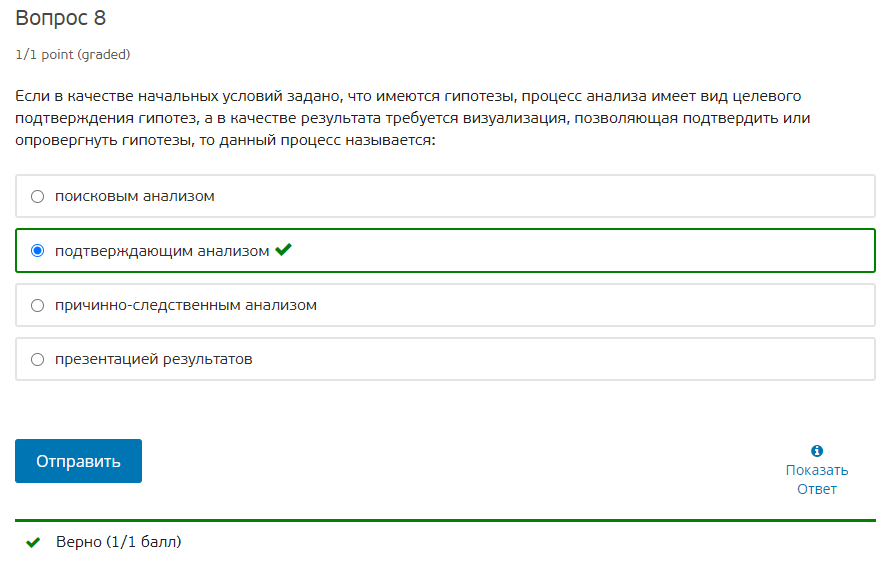 Вопрос 8
1/1 point (graded)
Если в качестве начальных условий задано, что имеются гипотезы, процесс анализа имеет вид целевого
подтверждения гипотез, а в качестве результата требуется визуализация, позволяющая подтвердить или
опровергнуть гипотезы, то данный процесс называется:
поисковым анализом
подтверждающим анализом
причинно-следственным анализом
презентацией результатов
Отправить
Показать
Ответ
Верно (1/1 балл)